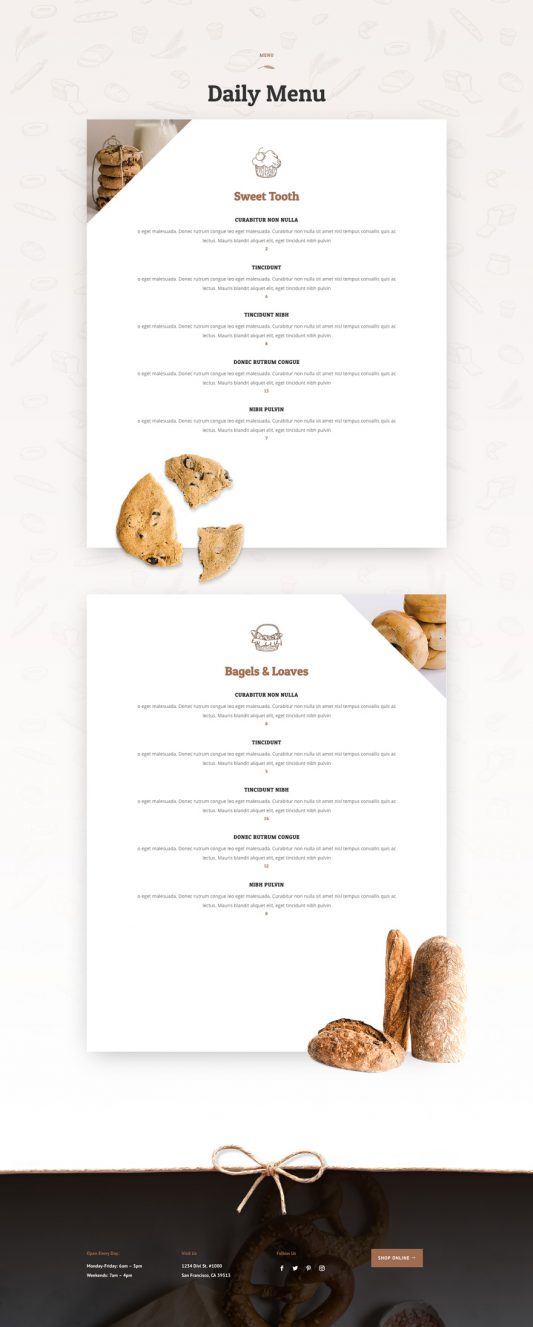 MENU
Daily Menu
Sweet Tooth
CURABITUR NON NULLA
o eget malesuada. Donec rutrum congue leo eget malesuada. Curabitur non nulla sit amet nisl tempus convallis quis ac
lectus. Mauris blandit aliquet elit, eget tincidunt nibh pulvin
2
TINCIDUNT
o eget malesuada. Donec rutrum congue leo eget malesuada. Curabitur non nulla sit amet nisl tempus convallis quis ac
lectus. Mauris blandit aliquet elit, eget tincidunt nibh pulvin
TINCIDUNT NIBH
o eget malesuada. Donec rutrum congue leo eget malesuada. Curabitur non nulla sit amet nisl tempus convallis quis ac
lectus. Mauris blandit aliquet elit, eget tincidunt nibh pulvin
DONEC RUTRUM CONGUE
o eget malesuada. Donec rutrum congue leo eget malesuada. Curabitur non nulla sit amet nisl tempus convallis quis ac
lectus. Mauris blandit aliquet elit, eget tincidunt nibh pulvin
NIBH PULVIN
o eget malesuada. Donec rutrum congue leo eget malesuada. Curabitur non nulla sit amet nisl tempus convallis quis ac
lectus. Mauris blandit aliquet elit, eget tincidunt nibh pulvin
7
Bagels & Loaves
CURABITUR NON NULLA
o eget malesuada. Donec rutrum congue leo eget malesuada. Curabitur non nulla sit amet nisl tempus convallis quis ac
lectus. Mauris blandit aliquet elit, eget tincidunt nibh pulvin
TINCIDUNT
o eget malesuada. Donec rutrum congue leo eget malesuada. Curabitur non nulla sit amet nisl tempus convallis quis ac
lectus. Mauris blandit aliquet elit, eget tincidunt nibh pulvin
TINCIDUNT NIBH
o eget malesuada. Donec rutrum congue leo eget malesuada. Curabitur non nulla sit amet nisl tempus convallis quis ac
lectus. Mauris blandit aliquet elit, eget tincidunt nibh pulvin
DONEC RUTRUM CONGUE
o eget malesuada. Donec rutrum congue leo eget malesuada. Curabitur non nulla sit amet nisl tempus convallis quis ac
lectus. Mauris blandit aliquet elit, eget tincidunt nibh pulvin
12
NIBH PULVIN
o eget malesuada. Donec rutrum congue leo eget malesuada. Curabitur non nulla sit amet nisl tempus convallis quis ac
lectus. Mauris blandit aliquet elit, eget tincidunt nibh pulvin
Open Every Day:
Monday-Friday: 6am – 5pm
Weekends: 7am – 4pm
Visit Us
1234 Divi St. #1000
San Francisco, CA 39513
Follow Us
SHOP ONLINE →